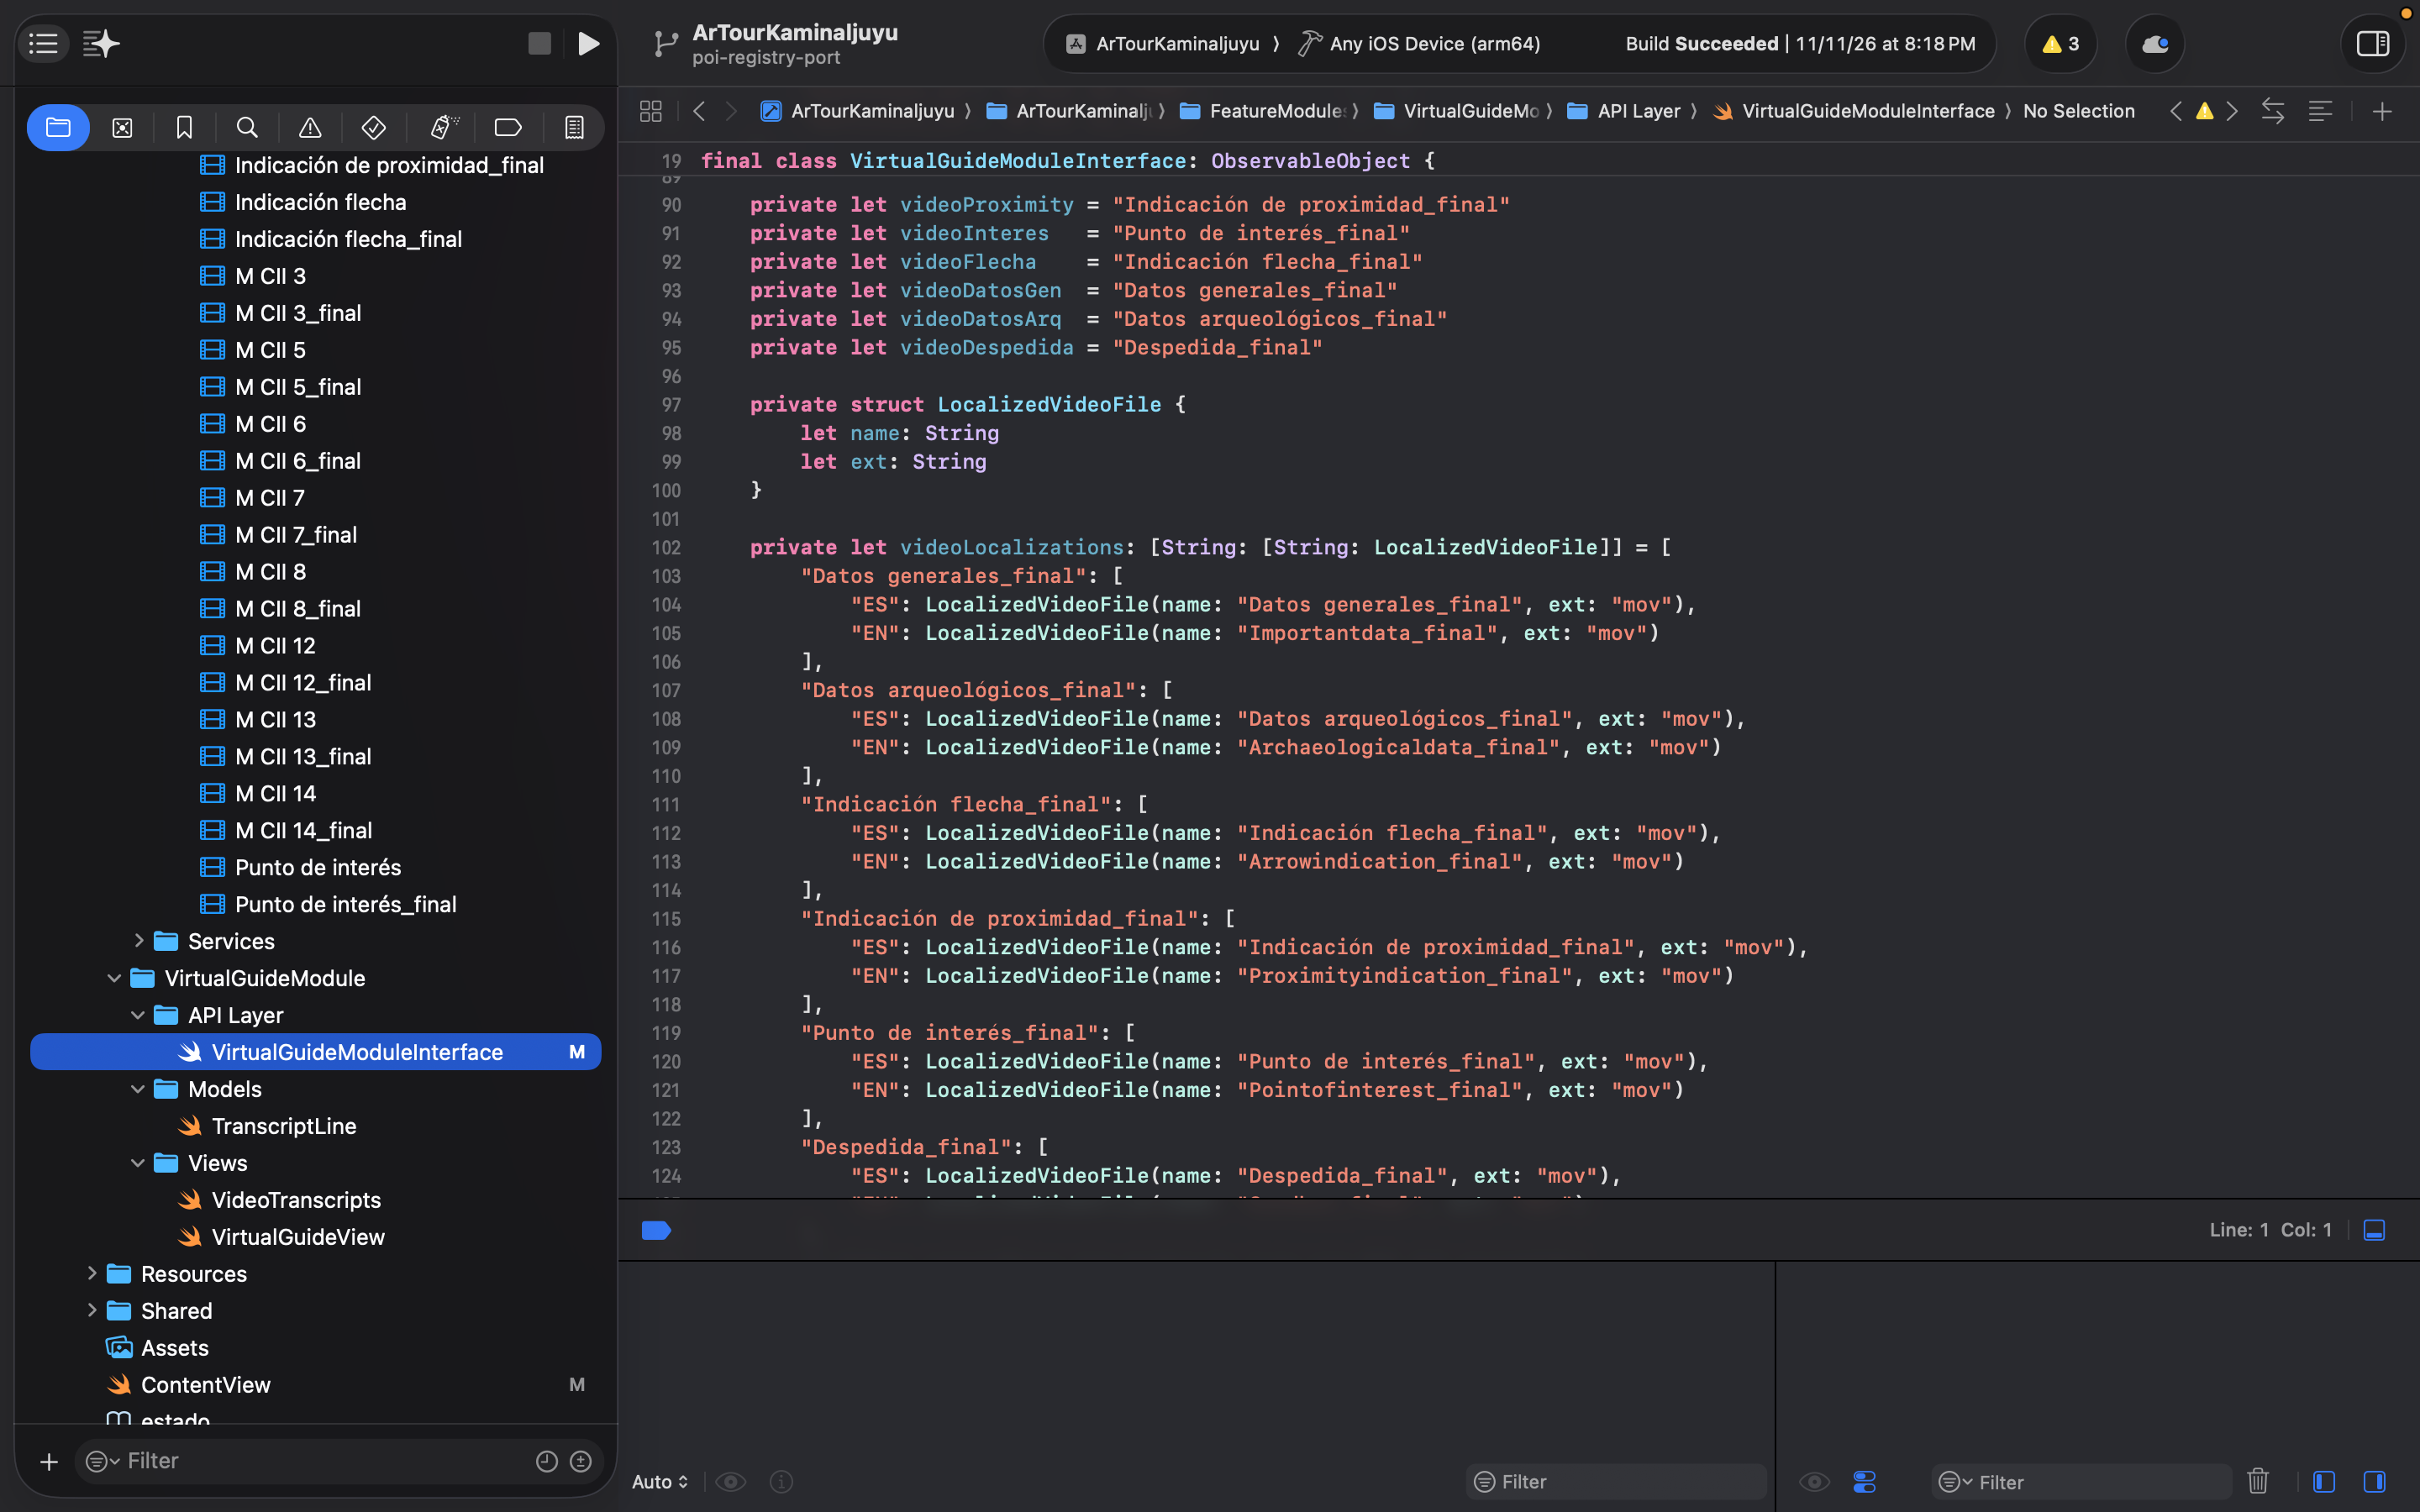 ArTourKaminaljuyu
poi-registry-port
ArTourKaminaljuyu
Any iOS Device (arm64)
Build Succeeded | 11/11/26 at 8:18 PM
3
ArTourKaminaljuyu
ArTourKaminalj
FeatureModule
VirtualGuideMo
API Layer
VirtualGuideModuleInterface
No Selection
Indicación de proximidad_final
Indicación flecha
Indicación flecha_final
M CII 3
M CII 3_final
M CII 5
M CII 5_final
M CII 6
M CII 6_final
M CII 7
M CII 7_final
M CII 8
M CII 8_final
M CII 12
M CII 12_final
M CII 13
M CII 13_final
M CII 14
M CII 14_final
Punto de interés
Punto de interés_final
Services
VirtualGuideModule
API Layer
VirtualGuideModuleInterface M
Models
TranscriptLine
Views
VideoTranscripts
VirtualGuideView
Resources
Shared
Assets
ContentView M
estado
Filter
19 final class VirtualGuideModuleInterface: ObservableObject {
89
90 private let videoProximity = "Indicación de proximidad_final"
91 private let videoInteres = "Punto de interés_final"
92 private let videoFlecha = "Indicación flecha_final"
93 private let videoDatosGen = "Datos generales_final"
94 private let videoDatosArq = "Datos arqueológicos_final"
95 private let videoDespedida = "Despedida_final"
96
97 private struct LocalizedVideoFile {
98 let name: String
99 let ext: String
100 }
101
102 private let videoLocalizations: [String: [String: LocalizedVideoFile]] = [
103 "Datos generales_final": [
104 "ES": LocalizedVideoFile(name: "Datos generales_final", ext: "mov"),
105 "EN": LocalizedVideoFile(name: "Importantdata_final", ext: "mov")
106 ],
107 "Datos arqueológicos_final": [
108 "ES": LocalizedVideoFile(name: "Datos arqueológicos_final", ext: "mov"),
109 "EN": LocalizedVideoFile(name: "Archaeologicaldata_final", ext: "mov")
110 ],
111 "Indicación flecha_final": [
112 "ES": LocalizedVideoFile(name: "Indicación flecha_final", ext: "mov"),
113 "EN": LocalizedVideoFile(name: "Arrowindication_final", ext: "mov")
114 ],
115 "Indicación de proximidad_final": [
116 "ES": LocalizedVideoFile(name: "Indicación de proximidad_final", ext: "mov"),
117 "EN": LocalizedVideoFile(name: "Proximityindication_final", ext: "mov")
118 ],
119 "Punto de interés_final": [
120 "ES": LocalizedVideoFile(name: "Punto de interés_final", ext: "mov"),
121 "EN": LocalizedVideoFile(name: "Pointofinterest_final", ext: "mov")
122 ],
123 "Despedida_final": [
124 "ES": LocalizedVideoFile(name: "Despedida_final", ext: "mov"),
Line: 1 Col: 1
Auto
Filter
Filter